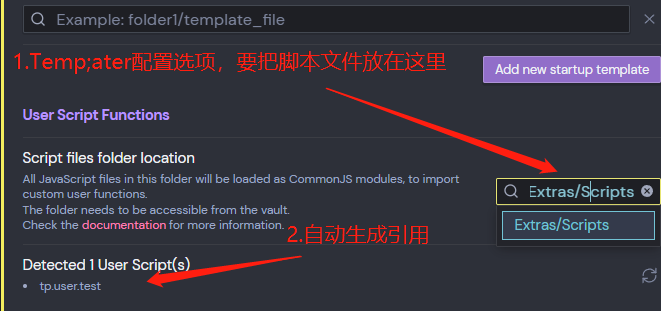 Example: folder1/template_file
1.Temp;ater配置选项，要把脚本文件放在这里
Add new startup template
User Script Functions
Script files folder location
All JavaScript files in this folder will be loaded as CommonJS modules, to import
custom user functions.
The folder needs to be accessible from the vault.
Check the documentation for more information.
Extras/Scripts
Extras/Scripts
2.自动生成引用
Detected 1 User Script(s)
• tp.user.test